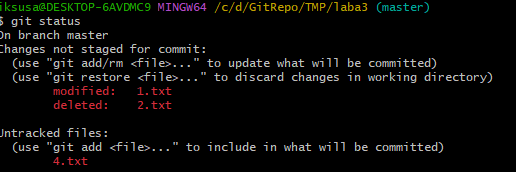 iksusa@DESKTOP-6AVDMC9 MINGW64 /c/d/GitRepo/TMP/laba3 (master)
$ git status
On branch master
Changes not staged for commit:
  (use "git add/rm <file>..." to update what will be committed)
  (use "git restore <file>..." to discard changes in working directory)
        modified:   1.txt
        deleted:    2.txt
Untracked files:
  (use "git add <file>..." to include in what will be committed)
        4.txt